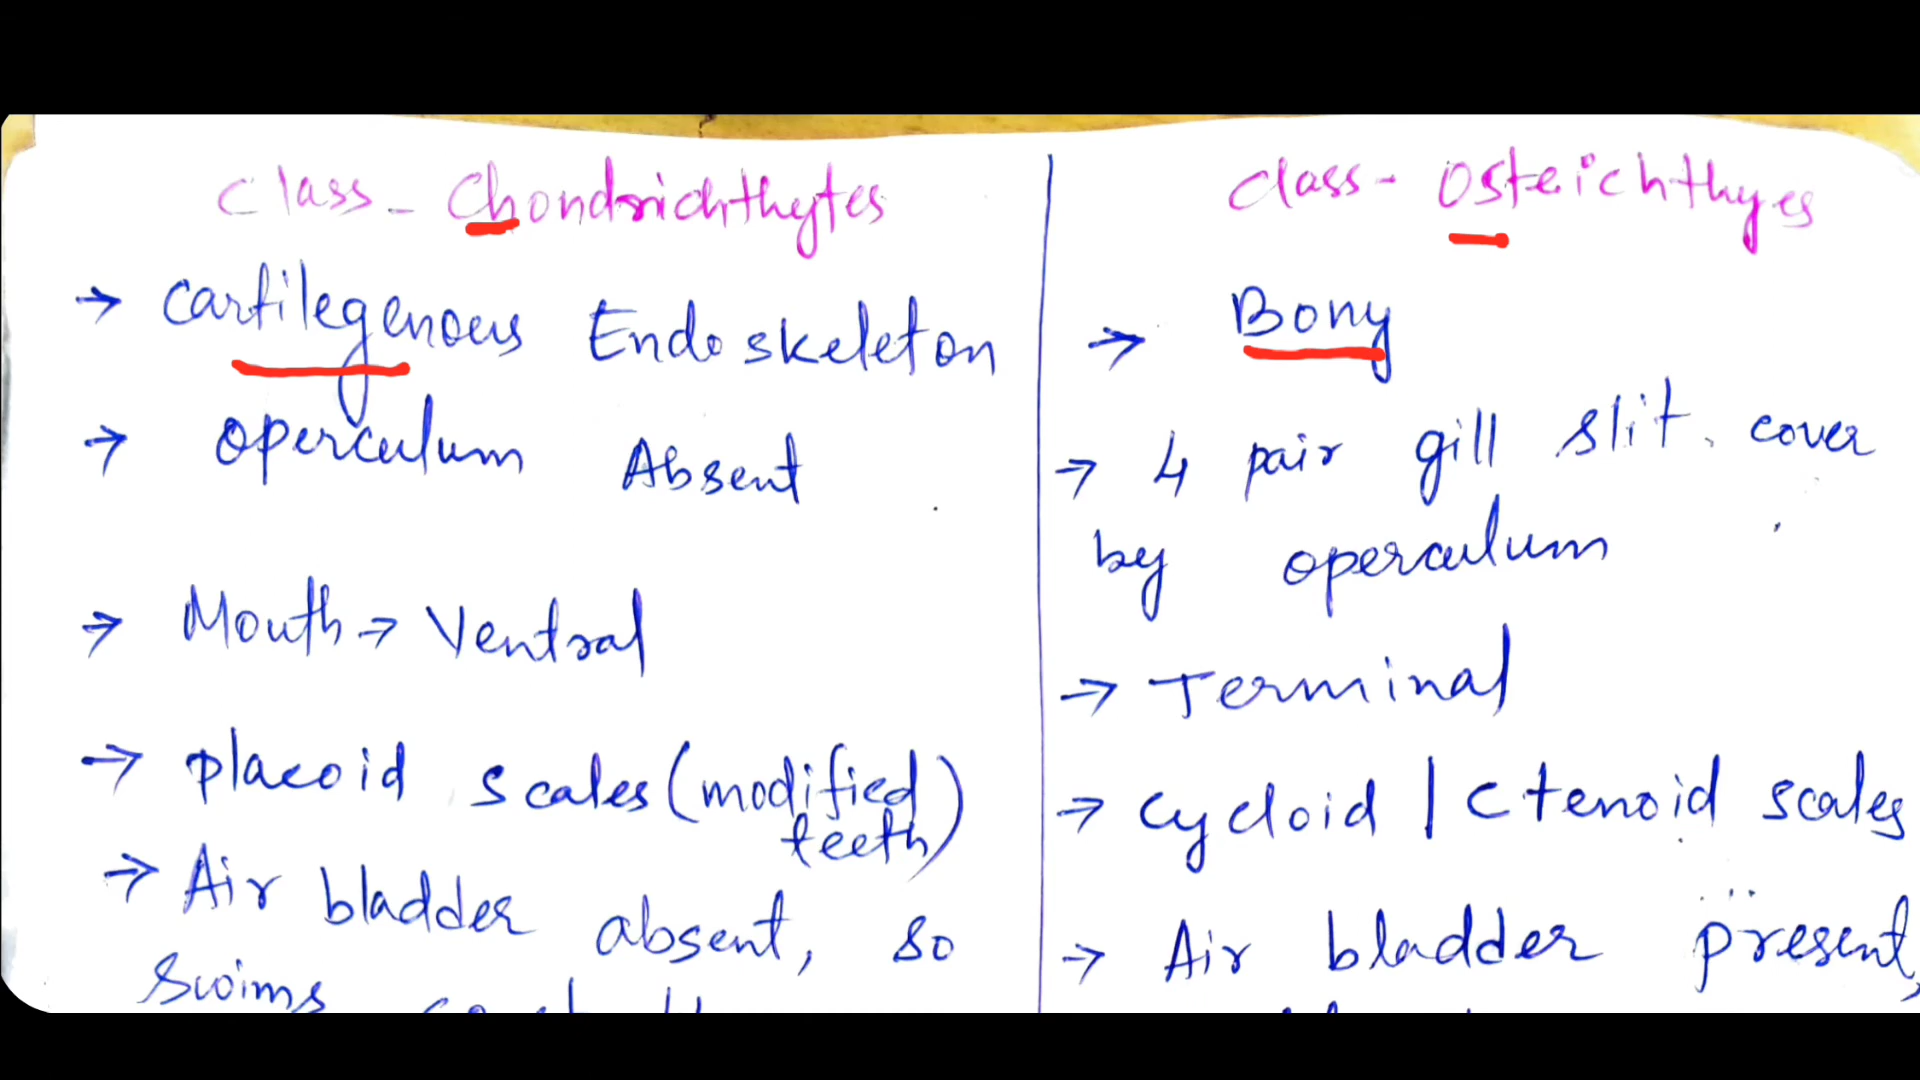 Class - Chondrichthytes
→ Cartilegenous Endoskeleton
→ operculum Absent
→ Mouth → Ventral
→ placoid scales (modified
teeth)
→ Air bladder absent, so
swims
Class - Osteichthyes
→ Bony
→ 4 pair gill slit. cover
by operculum
→ Terminal
→ Cycloid / Ctenoid scales
→ Air bladder present,